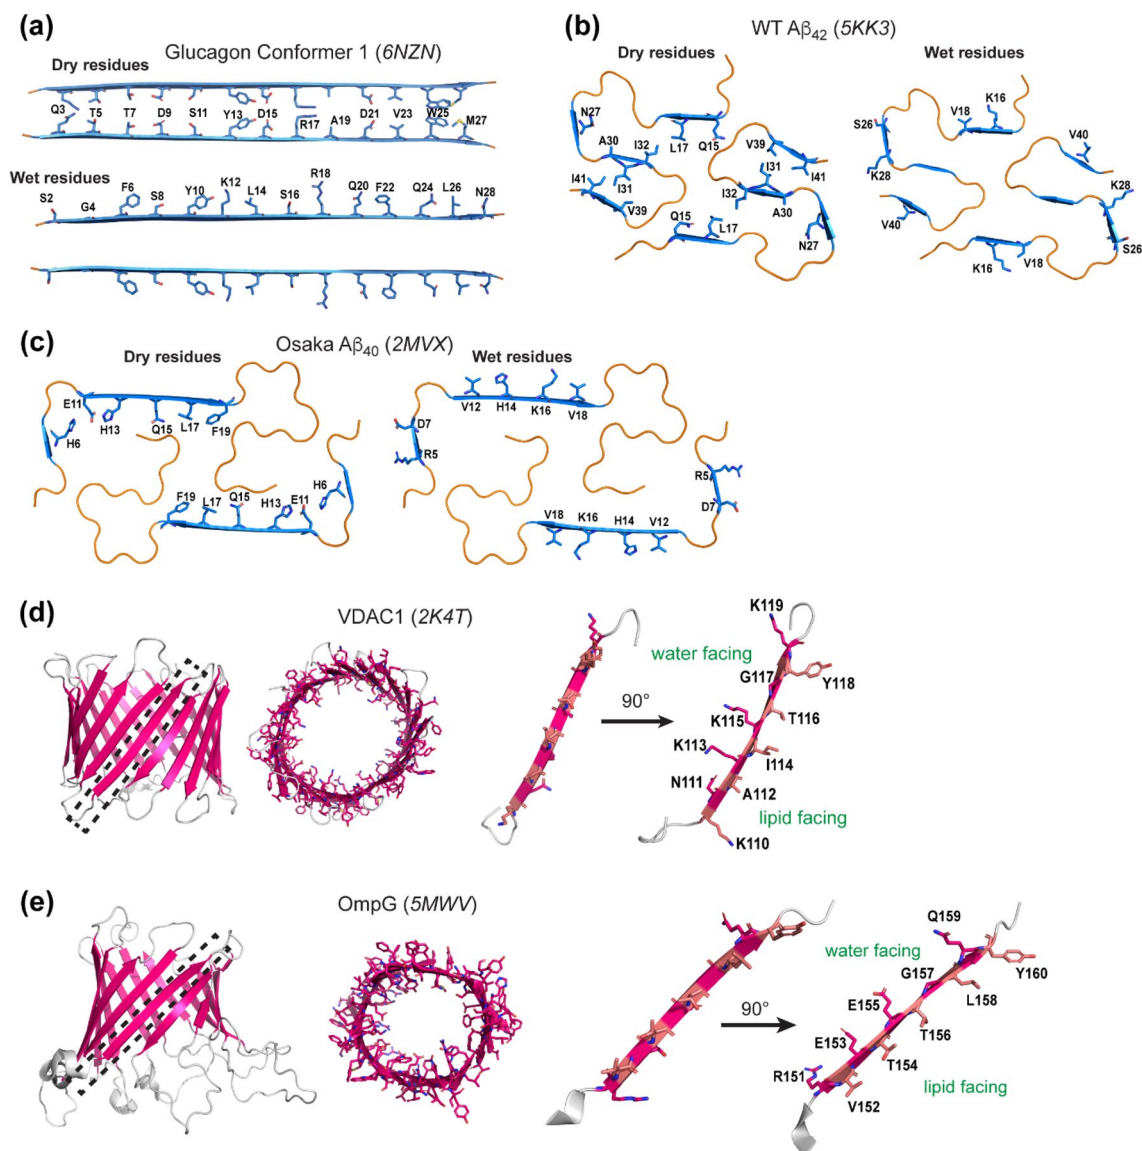 (a)
Glucagon Conformer 1 (6NZN)
Dry residues
Q3 T5 T7 D9 S11 Y13 D15 R17 A19 D21 V23 W25 M27
Wet residues
S2 G4 F6 S8 Y10 K12 L14 S16 R18 Q20 F22 Q24 L26 N28
(b)
WT Aβ42 (5KK3)
Dry residues
N27
L17 Q15
A30 I32
I31
I41
V39
V39
I31
I41
I32
A30
Q15
L17
N27
Wet residues
K16
V18
S26
K28
V40
V40
K28
S26
K16
V18
(c)
Osaka Aβ40 (2MVX)
Dry residues
E11
H13 Q15 L17 F19
H6
H6
F19 L17 Q15 H13 E11
Wet residues
V12 H14 K16 V18
D7
R5
R5
D7
V18 K16 H14 V12
(d)
VDAC1 (2K4T)
90°
water facing
K119
G117
Y118
K115
T116
K113
I114
N111
A112
lipid facing
K110
(e)
OmpG (5MWV)
90°
water facing
Q159
G157
Y160
L158
E155
T156
E153
T154
R151
lipid facing
V152